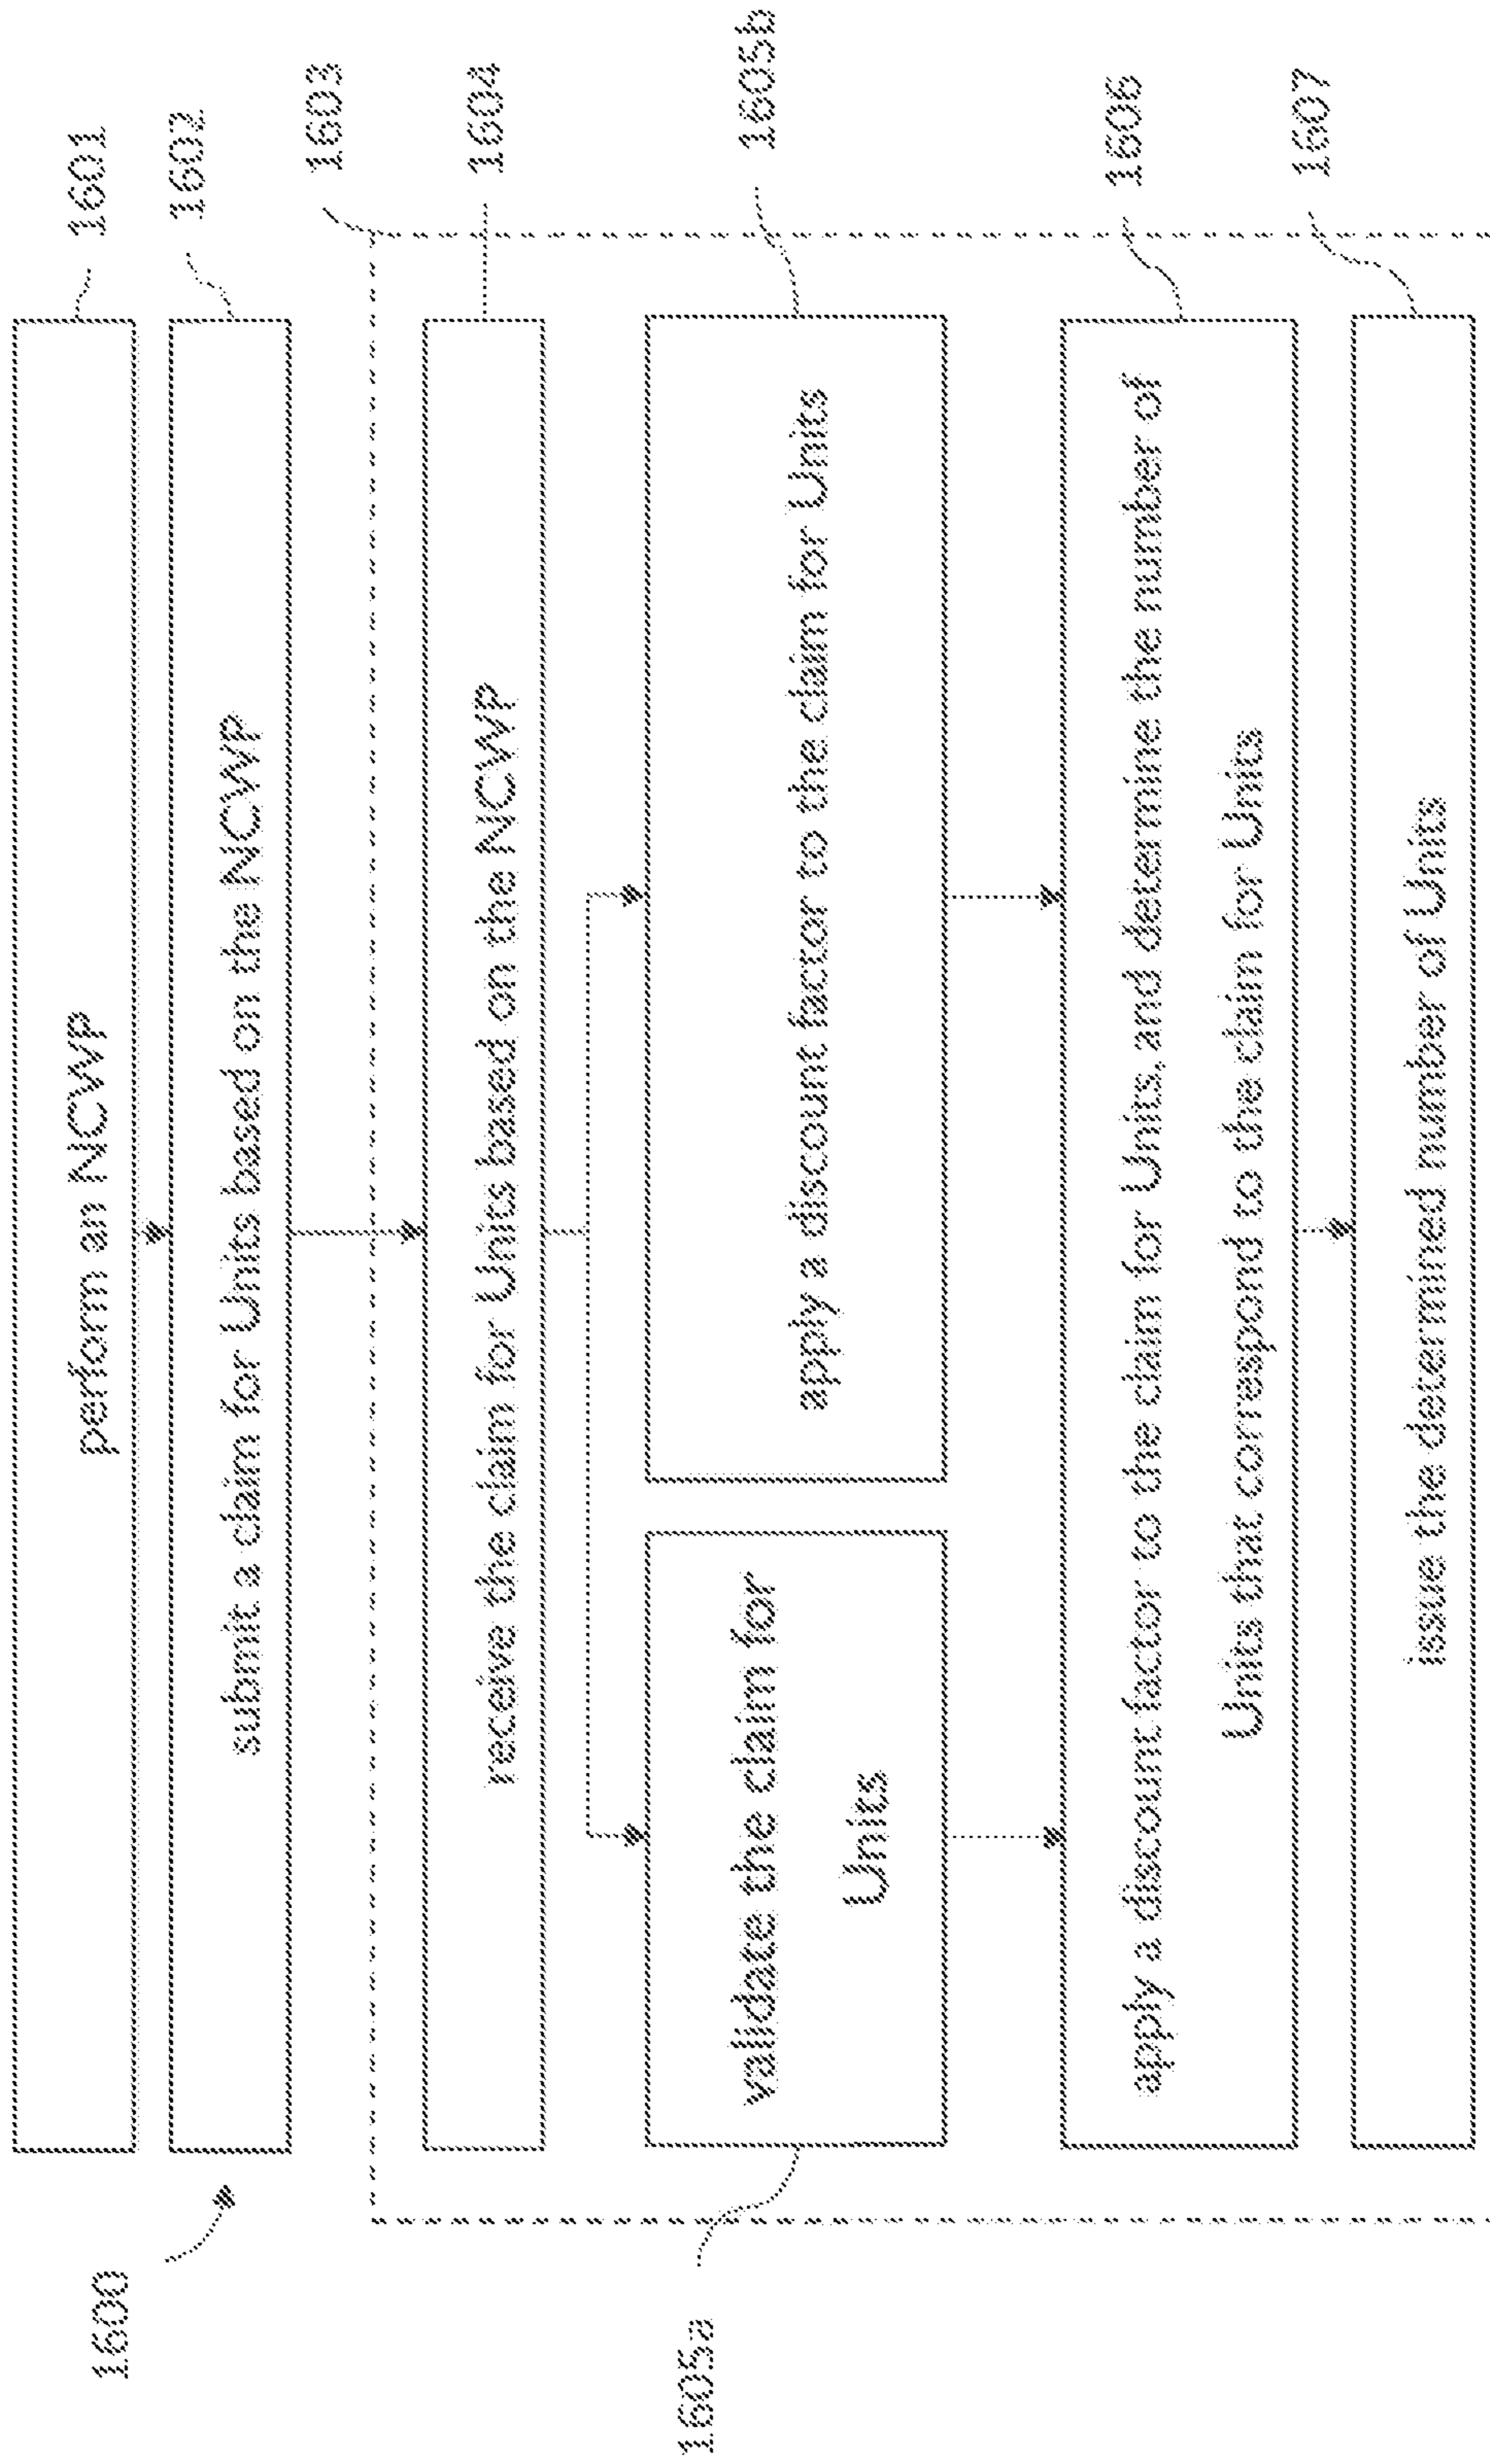 1600
perform an NCWP
1601
submit a claim for Units based on the NCWP
1602
1603
receive the claim for Units based on the NCWP
1604
1605a
validate the claim for
Units
apply a discount factor to the claim for Units
1605b
apply a discount factor to the claim for Units, and determine the number of
Units that correspond to the claim for Units
1606
issue the determined number of Units
1607